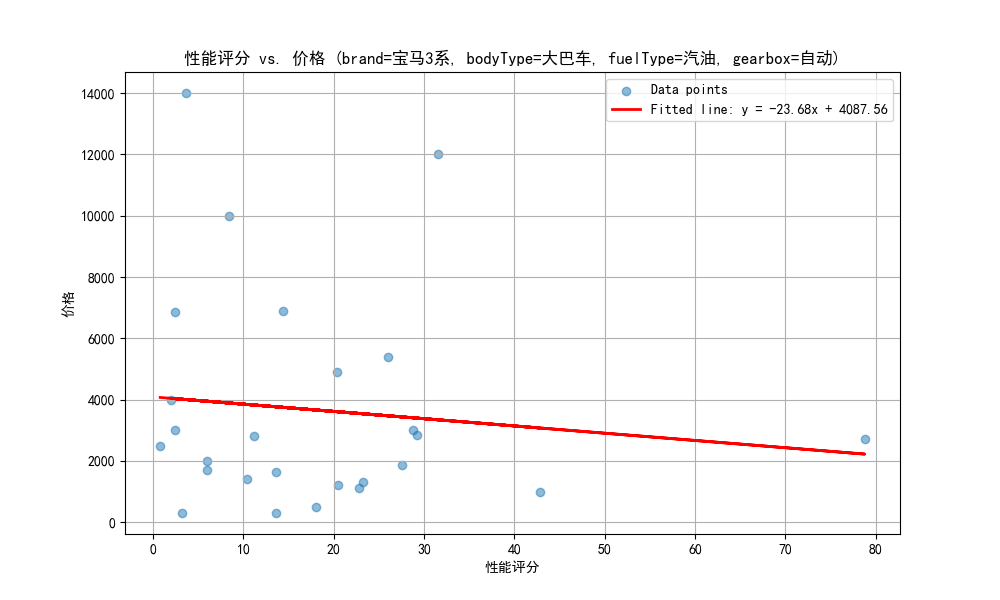 性能评分 vs. 价格 (brand=宝马3系, bodyType=大巴车, fuelType=汽油, gearbox=自动)
Data points
Fitted line: y = -23.68x + 4087.56
14000
12000
10000
8000
6000
4000
2000
0
价格
0 10 20 30 40 50 60 70 80
性能评分